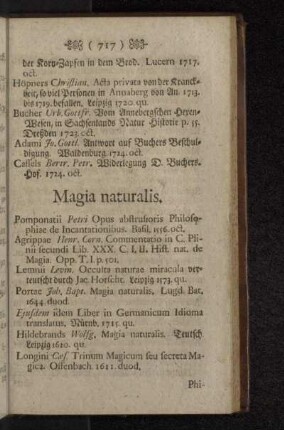 ( 717 )
der Korn-Zapfen in dem Brod. Lucern 1717.
oct.
Höpners Christian. Acta privata von der Kranck-
heit, so viel Personen in Annaberg von An. 1713.
bis 1719. befallen. Leipzig 1720. qu.
Bucher Urb. Gottfr. Vom Annebergschen Hexen-
Wesen, in Sachsenlands Natur-Historie p. 35.
Dreßden 1723. oct.
Adami Jo. Gottl. Antwort auf Buchers Beschul-
digung. Waldenburg. 1724. oct.
Cassels Bertr. Petr. Widerlegung D. Buchers.
Hof. 1724. oct.
Magia naturalis.
Pomponatii Petri Opus abstrusioris Philoso-
phiae de Incantationibus. Basil. 1556. oct.
Agrippae Henr. Corn. Commentatio in C. Pli-
nii secundi Lib. XXX. C. I, II. Hist. nat. de
Magia. Opp. T. I. p. 501.
Lemnii Levin. Occulta naturae miracula ver-
teutscht durch Jac Horscht. Leipzig 1573. qu.
Portae Joh, Bapt. Magia naturalis. Lugd. Bat.
1644. duod.
Ejusdem idem Liber in Germanicum Idioma
translatus. Nürnb. 1715. qu.
Hildebrands Wolfg, Magia naturalis. Teutsch
Leipzig 1610. qu.
Longini Caes. Trinum Magicum seu secreta Ma-
gica. Offenbach. 1611. duod,
Phi-